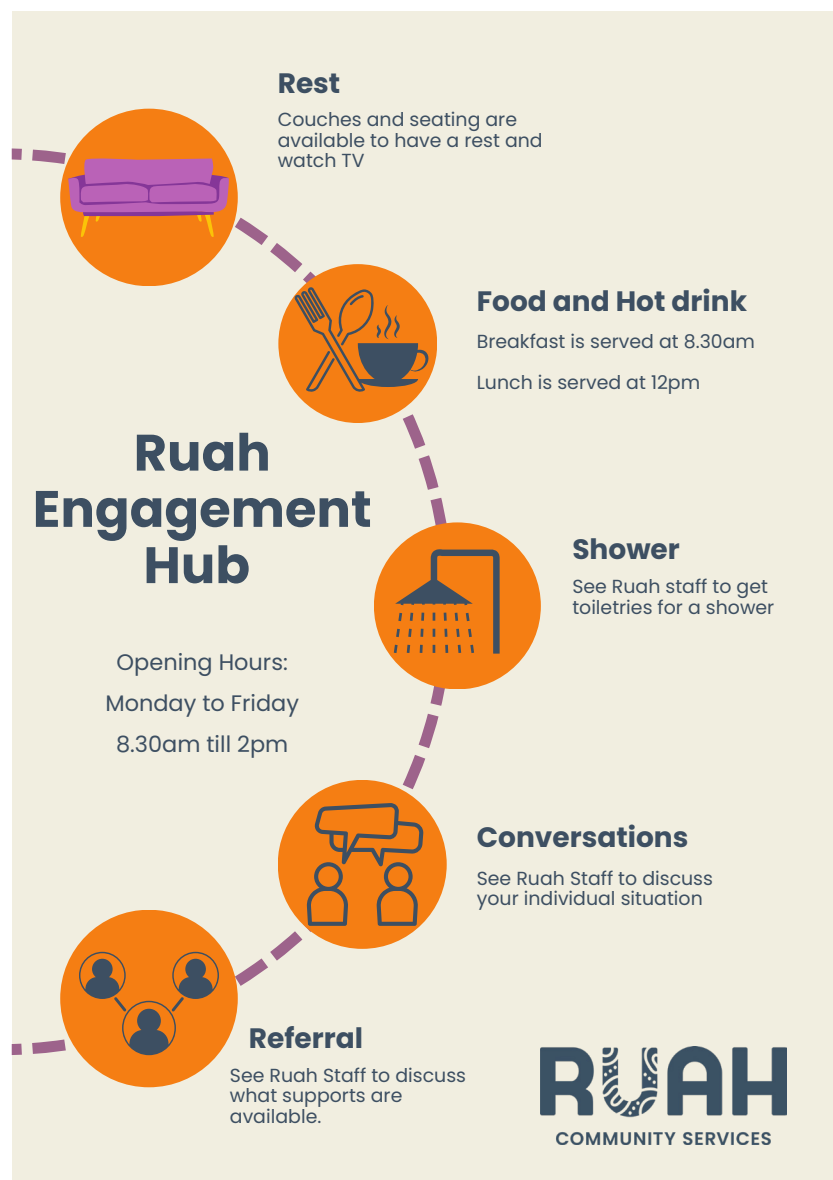 Rest
Couches and seating are
available to have a rest and
watch TV
Food and Hot drink
Breakfast is served at 8.30am
Lunch is served at 12pm
Ruah
Engagement
Hub
Opening Hours:
Monday to Friday
8.30am till 2pm
Shower
See Ruah staff to get
toiletries for a shower
Conversations
See Ruah Staff to discuss
your individual situation
Referral
See Ruah Staff to discuss
what supports are
available.
RUAH
COMMUNITY SERVICES